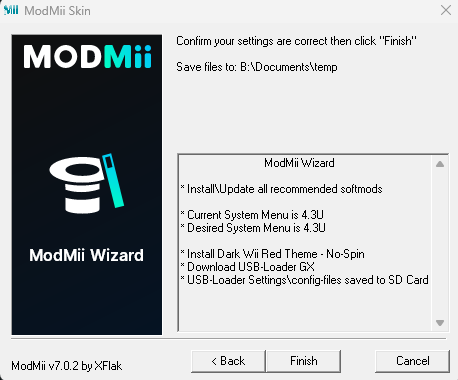 ModMii Skin
MODMii
ModMii Wizard
Confirm your settings are correct then click "Finish"
Save files to: B:\Documents\temp
ModMii Wizard
* Install\Update all recommended softmods
* Current System Menu is 4.3U
* Desired System Menu is 4.3U
* Install Dark Wii Red Theme - No-Spin
* Download USB-Loader GX
* USB-Loader Settings\config-files saved to SD Card
ModMii v7.0.2 by XFlak
< Back
Finish
Cancel